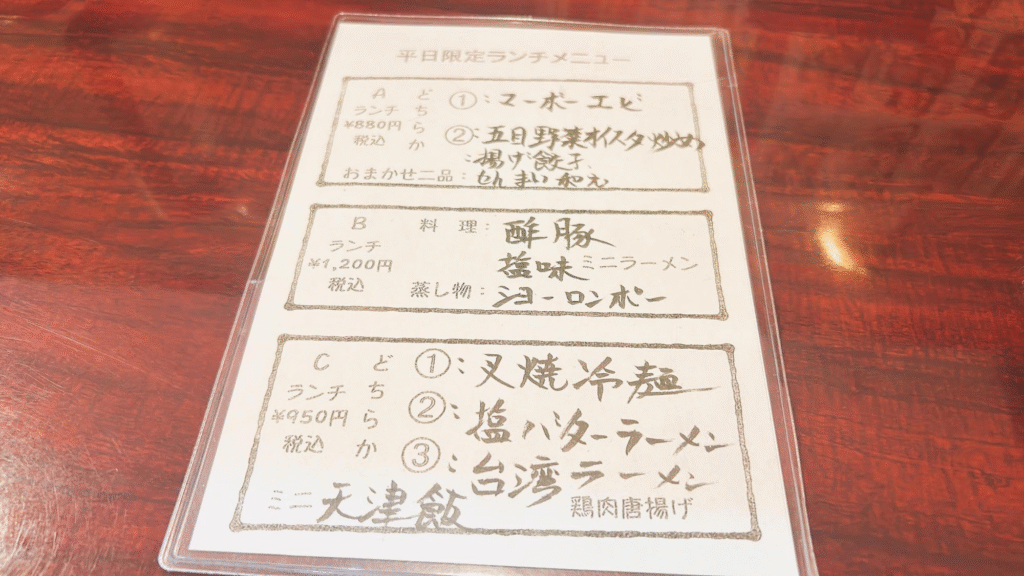 平日限定ランチメニュー
A ランチ ¥880円 税込
どちらか
①:マーボーエビ
②:五目野菜オイスタ炒め
:揚げ餃子
おまかせ二品:ぜんまい和え
B ランチ ¥1,200円 税込
料理:酢豚
塩味ミニラーメン
蒸し物:ショーロンポー
C ランチ ¥950円 税込
どちらか
①:叉焼冷麺
②:塩バターラーメン
③:台湾ラーメン
ミニ天津飯 鶏肉唐揚げ